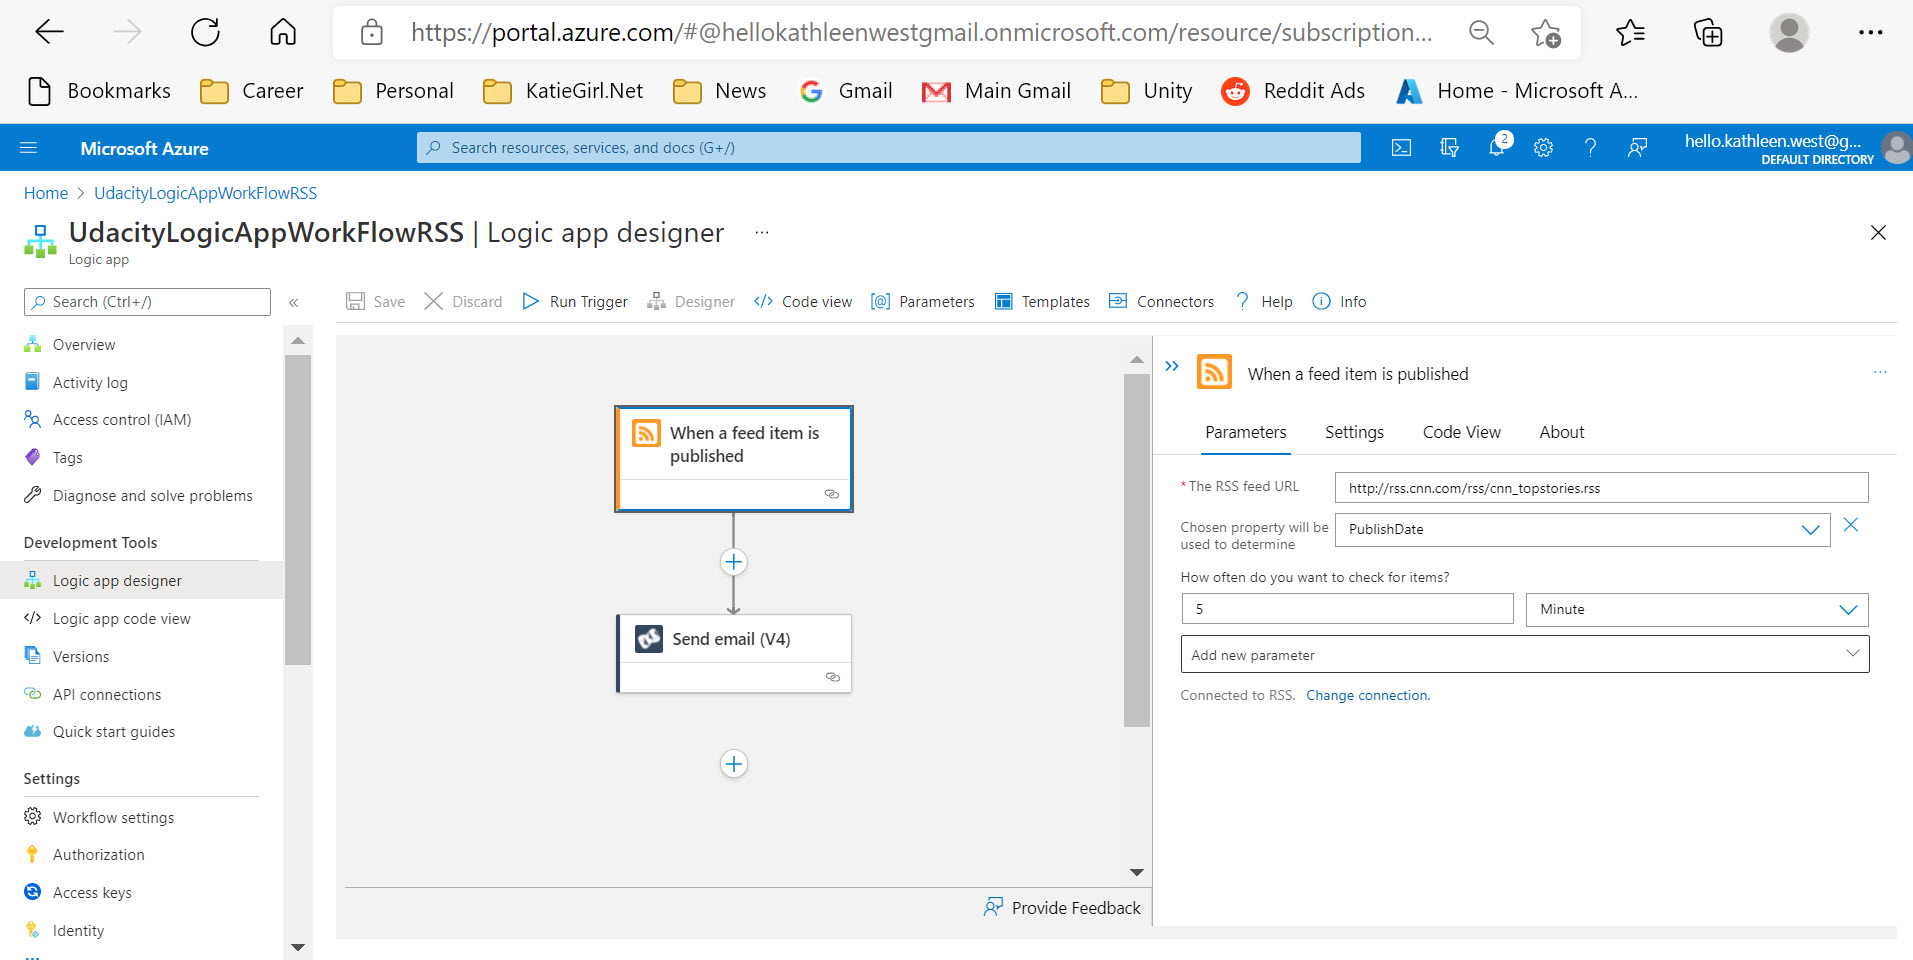 https://portal.azure.com/#@hellokathleenwestgmail.onmicrosoft.com/resource/subscription...
Bookmarks Career Personal KatieGirl.Net News Gmail Main Gmail Unity Reddit Ads Home - Microsoft A...
Microsoft Azure
Search resources, services, and docs (G+/)
2
hello.kathleen.west@g...
DEFAULT DIRECTORY
Home > UdacityLogicAppWorkFlowRSS
UdacityLogicAppWorkFlowRSS | Logic app designer ...
Logic app
Search (Ctrl+/)
«
Save Discard Run Trigger Designer Code view Parameters Templates Connectors Help Info
Overview
Activity log
Access control (IAM)
Tags
Diagnose and solve problems
Development Tools
Logic app designer
Logic app code view
Versions
API connections
Quick start guides
Settings
Workflow settings
Authorization
Access keys
Identity
When a feed item is
published
Send email (V4)
Provide Feedback
When a feed item is published
Parameters Settings Code View About
* The RSS feed URL
http://rss.cnn.com/rss/cnn_topstories.rss
Chosen property will be
used to determine
PublishDate
How often do you want to check for items?
5
Minute
Add new parameter
Connected to RSS. Change connection.